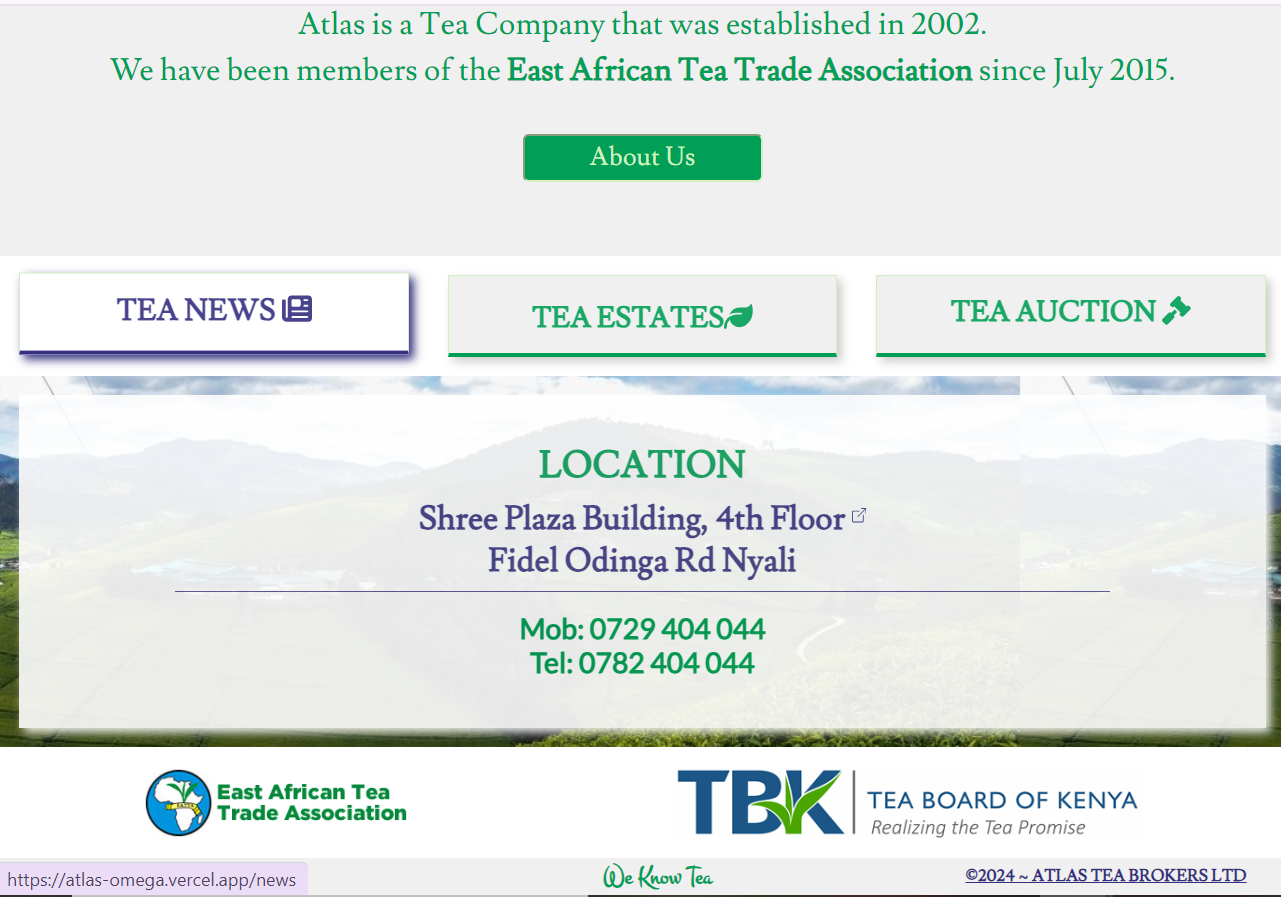 Atlas is a Tea Company that was established in 2002.
We have been members of the East African Tea Trade Association since July 2015.
About Us
TEA NEWS
TEA ESTATES
TEA AUCTION
LOCATION
Shree Plaza Building, 4th Floor
Fidel Odinga Rd Nyali
Mob: 0729 404 044
Tel: 0782 404 044
East African Tea
Trade Association
TBK
TEA BOARD OF KENYA
Realizing the Tea Promise
https://atlas-omega.vercel.app/news
We Know Tea
©2024 ~ ATLAS TEA BROKERS LTD